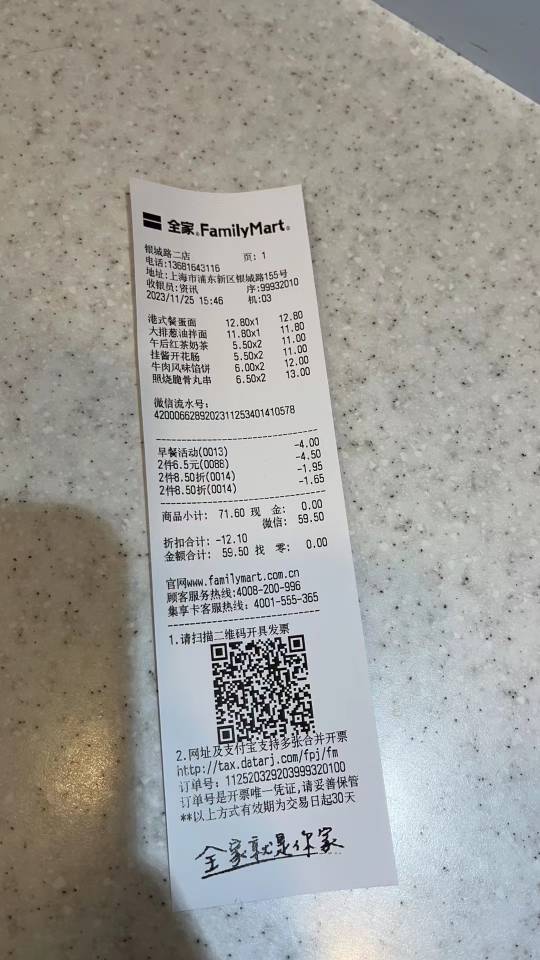 全家®FamilyMart®
银城路二店 页: 1
电话:13681643116
地址:上海市浦东新区银城路155号
收银员:资讯 序:99932010
2023/11/25 15:46 机:03
港式餐蛋面 12.80x1 12.80
大排葱油拌面 11.80x1 11.80
午后红茶奶茶 5.50x2 11.00
挂酱开花肠 5.50x2 11.00
牛肉风味馅饼 6.00x2 12.00
照烧脆骨丸串 6.50x2 13.00
微信流水号:
4200066289202311253401410578
早餐活动(0013) -4.00
2件6.5元(0086) -4.50
2件8.50折(0014) -1.95
2件8.50折(0014) -1.65
商品小计: 71.60 现 金: 0.00
微信: 59.50
折扣合计: -12.10
金额合计: 59.50 找 零: 0.00
官网www.familymart.com.cn
顾客服务热线:4008-200-996
集享卡客服热线: 4001-555-365
1.请扫描二维码开具发票
2.网址及支付宝支持多张合并开票
http://tax.datarj.com/fpj/fm
订单号: 11252032920399932​0100
订单号是开票唯一凭证,请妥善保管
**以上方式有效期为交易日起30天
全家就是你家